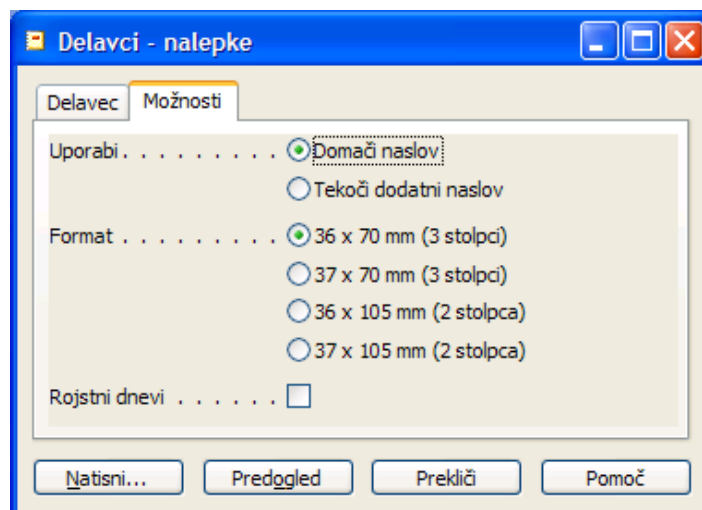 Delavci - nalepke
Delavec Možnosti
Uporabi . . . . . . . . . Domači naslov
Tekoči dodatni naslov
Format . . . . . . . . . 36 x 70 mm (3 stolpci)
37 x 70 mm (3 stolpci)
36 x 105 mm (2 stolpca)
37 x 105 mm (2 stolpca)
Rojstni dnevi . . . . . .
Natisni... Predogled Prekliči Pomoč